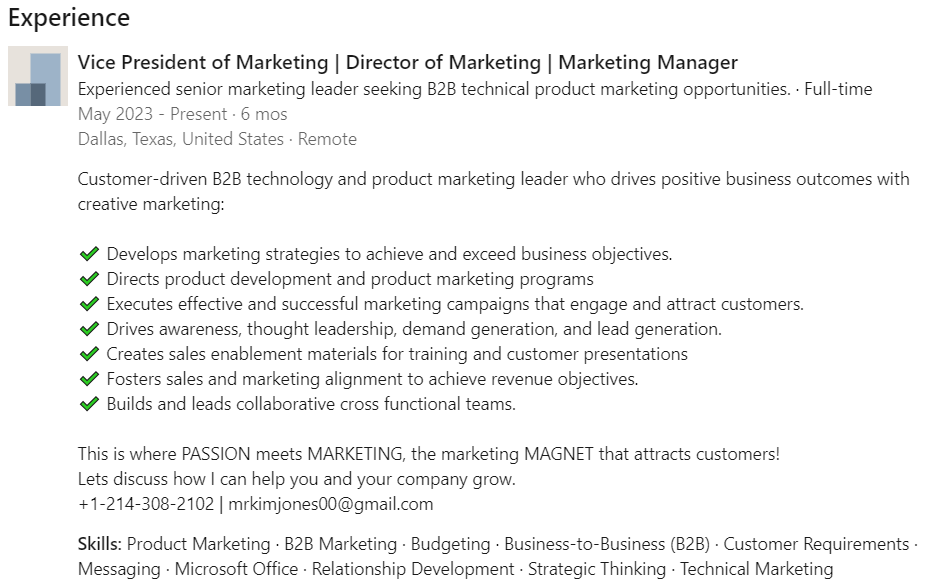 Experience
Vice President of Marketing | Director of Marketing | Marketing Manager
Experienced senior marketing leader seeking B2B technical product marketing opportunities. · Full-time
May 2023 - Present · 6 mos
Dallas, Texas, United States · Remote
Customer-driven B2B technology and product marketing leader who drives positive business outcomes with
creative marketing:
✔ Develops marketing strategies to achieve and exceed business objectives.
✔ Directs product development and product marketing programs
✔ Executes effective and successful marketing campaigns that engage and attract customers.
✔ Drives awareness, thought leadership, demand generation, and lead generation.
✔ Creates sales enablement materials for training and customer presentations
✔ Fosters sales and marketing alignment to achieve revenue objectives.
✔ Builds and leads collaborative cross functional teams.
This is where PASSION meets MARKETING, the marketing MAGNET that attracts customers!
Lets discuss how I can help you and your company grow.
+1-214-308-2102 | mrkimjones00@gmail.com
Skills: Product Marketing · B2B Marketing · Budgeting · Business-to-Business (B2B) · Customer Requirements ·
Messaging · Microsoft Office · Relationship Development · Strategic Thinking · Technical Marketing